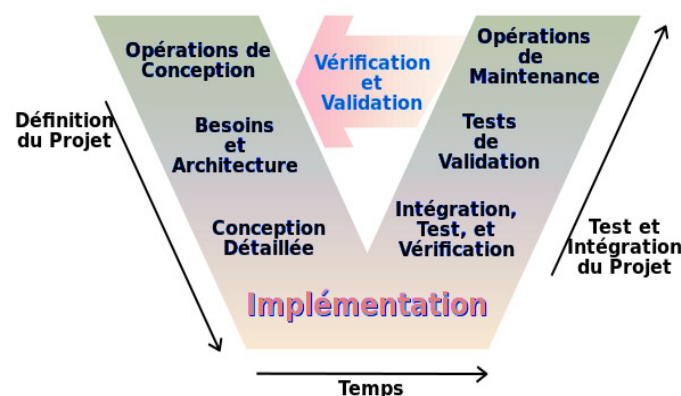 Opérations de
Conception
Vérification
et
Validation
Opérations
de
Maintenance
Définition
du Projet
Besoins
et
Architecture
Tests
de
Validation
Conception
Détaillée
Intégration,
Test, et
Vérification
Test et
Intégration
du Projet
Implémentation
Temps